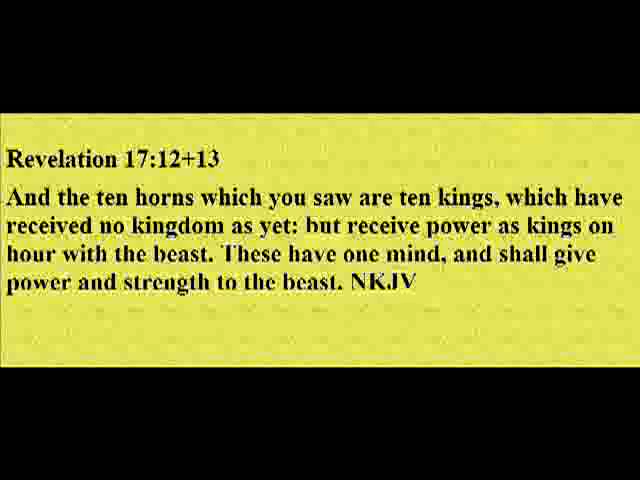 Revelation 17:12+13
And the ten horns which you saw are ten kings, which have
received no kingdom as yet: but receive power as kings on
hour with the beast. These have one mind, and shall give
power and strength to the beast. NKJV